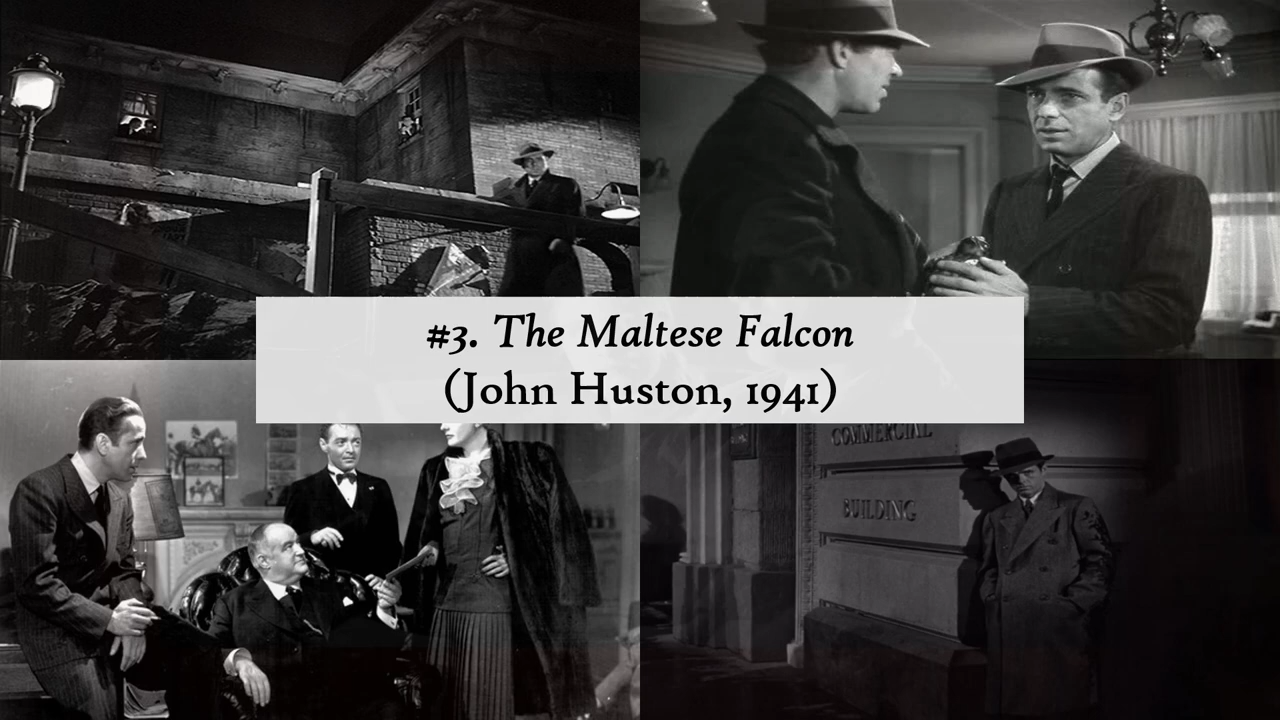 #3. The Maltese Falcon
(John Huston, 1941)
COMMERCIAL
BUILDING